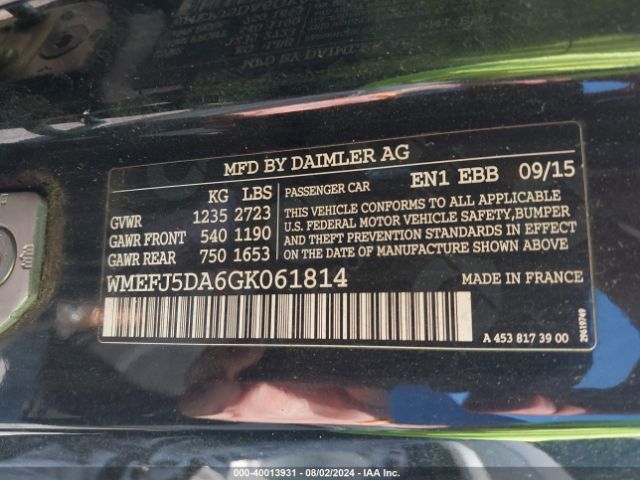 MFD BY DAIMLER AG
EN1 EBB 09/15
KG LBS
GVWR 1235 2723
GAWR FRONT 540 1190
GAWR REAR 750 1653
PASSENGER CAR
THIS VEHICLE CONFORMS TO ALL APPLICABLE
U.S. FEDERAL MOTOR VEHICLE SAFETY,BUMPER
AND THEFT PREVENTION STANDARDS IN
EFFECT ON THE DATE OF MANUFACTURE SHOWN ABOVE
WMEFJ5DA6GK061814
MADE IN FRANCE
A 453 817 39 00
29619749
000-40013931 - 08/02/2024 - IAA Inc.